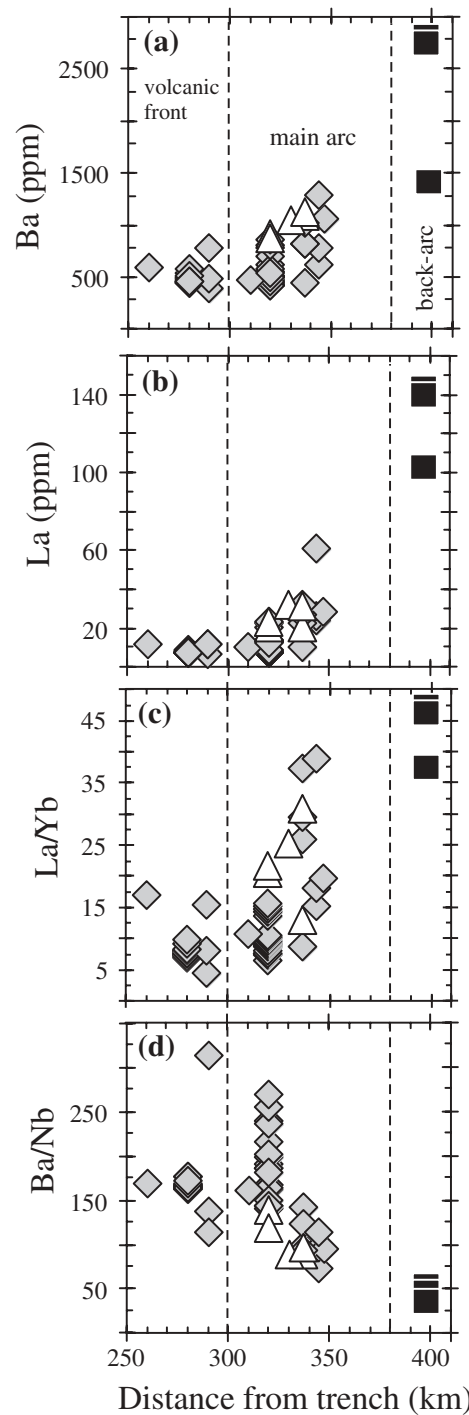 (a)
volcanic
front
main arc
back-arc
Ba (ppm)
2500
1500
500
(b)
La (ppm)
140
100
60
20
(c)
La/Yb
45
35
25
15
5
(d)
Ba/Nb
250
150
50
250 300 350 400
Distance from trench (km)